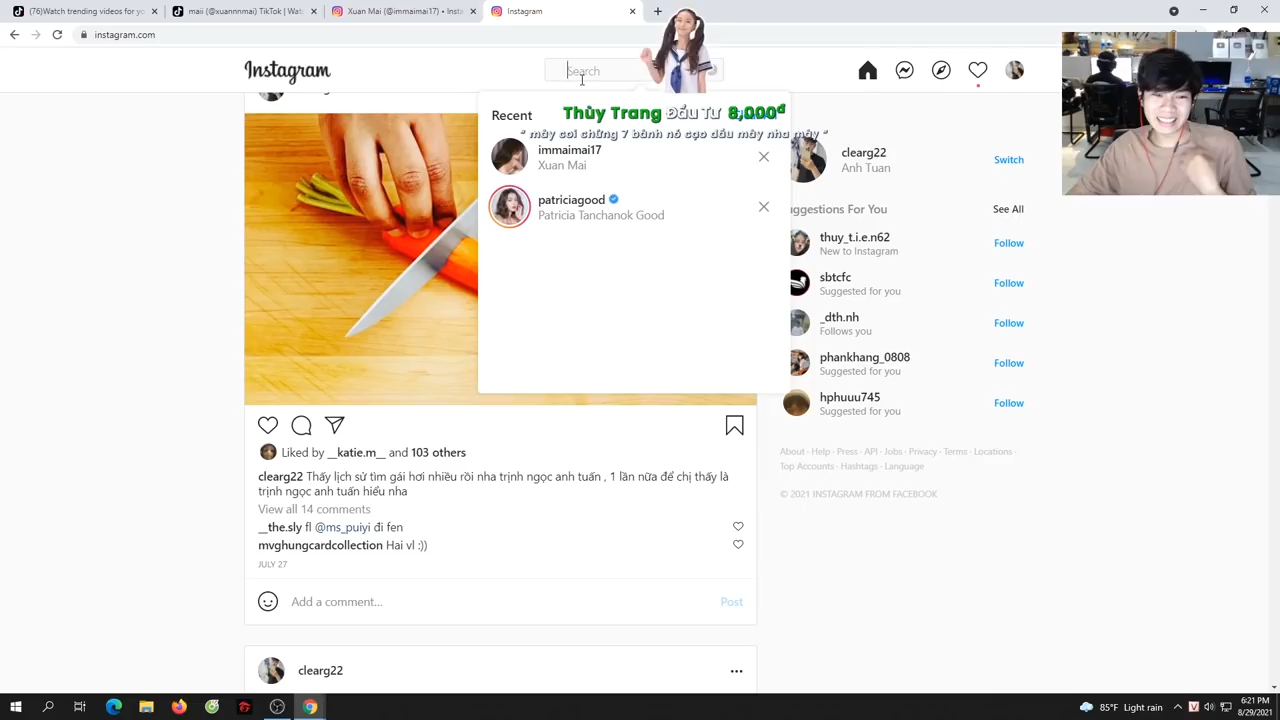 (76)Watch trending videos for yo
mai (@xuannnmai) TikTok | Watc
Xuan Mai (@immaimai17) • Insta
Instagram
instagram.com
Instagram
Search
Recent
Thùy Trang Đầu Tư 8,000đ
" mày coi chừng 7 bánh nó cạo đầu mày nha mày "
immaimai17
Xuan Mai
patriciagood
Patricia Tanchanok Good
clearg22
Anh Tuan
Switch
uggestions For You
See All
thuy_t.i.e.n62
New to Instagram
Follow
sbtcfc
Suggested for you
Follow
_dth.nh
Follows you
Follow
phankhang_0808
Suggested for you
Follow
hphuuu745
Suggested for you
Follow
About · Help · Press · API · Jobs · Privacy · Terms · Locations ·
Top Accounts · Hashtags · Language
© 2021 INSTAGRAM FROM FACEBOOK
Liked by __katie.m__ and 103 others
clearg22 Thấy lịch sử tìm gái hơi nhiều rồi nha trịnh ngọc anh tuấn , 1 lần nữa để chị thấy là
trịnh ngọc anh tuấn hiểu nha
View all 14 comments
__the.sly fl @ms_puiyi đi fen
mvghungcardcollection Hai vl :))
JULY 27
Add a comment...
Post
clearg22
85°F Light rain
6:21 PM
8/29/2021